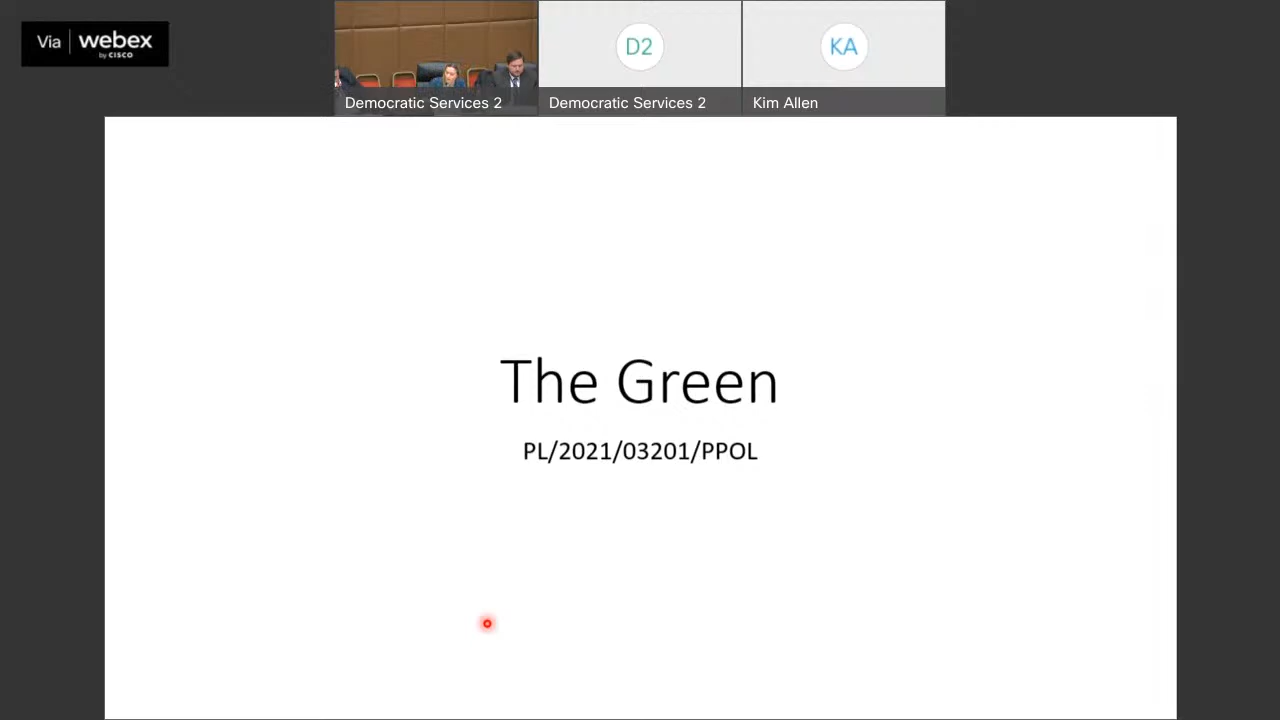 Via webex
by CISCO
Democratic Services 2
D2
Democratic Services 2
KA
Kim Allen
The Green
PL/2021/03201/PPOL